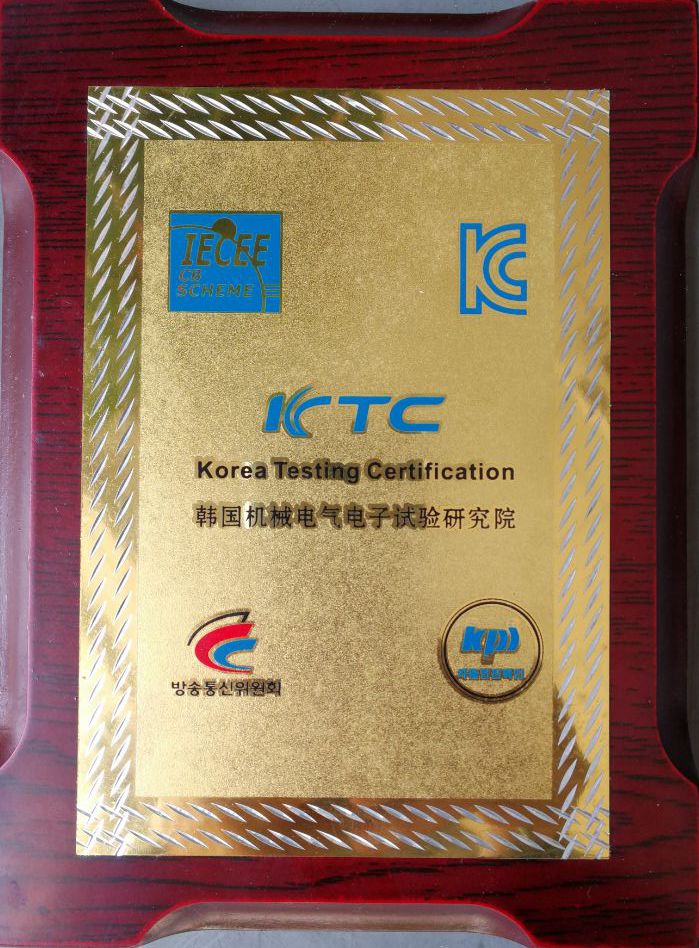 IECEE
CB
SCHEME
KC
KTC
Korea Testing Certification
韩国机械电气电子试验研究院
방송통신위원회
kpi